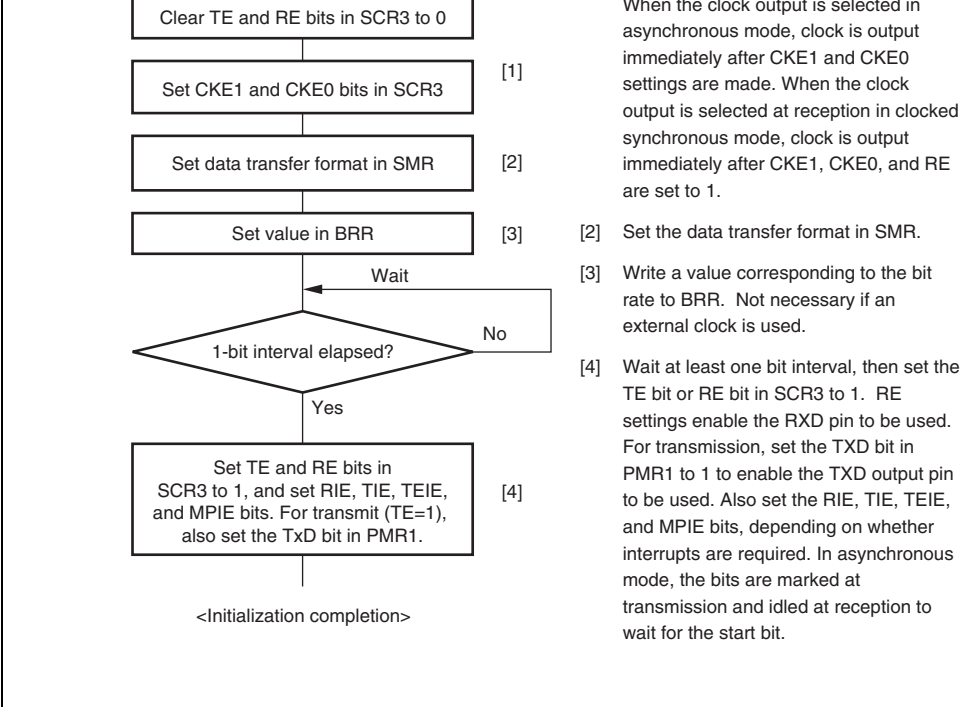 Clear TE and RE bits in SCR3 to 0
Set CKE1 and CKE0 bits in SCR3
[1]
Set data transfer format in SMR
[2]
Set value in BRR
[3]
Wait
1-bit interval elapsed?
No
Yes
Set TE and RE bits in
SCR3 to 1, and set RIE, TIE, TEIE,
and MPIE bits. For transmit (TE=1),
also set the TxD bit in PMR1.
[4]
<Initialization completion>
When the clock output is selected in
asynchronous mode, clock is output
immediately after CKE1 and CKE0
settings are made. When the clock
output is selected at reception in clocked
synchronous mode, clock is output
immediately after CKE1, CKE0, and RE
are set to 1.
[2] Set the data transfer format in SMR.
[3] Write a value corresponding to the bit
rate to BRR. Not necessary if an
external clock is used.
[4] Wait at least one bit interval, then set the
TE bit or RE bit in SCR3 to 1. RE
settings enable the RXD pin to be used.
For transmission, set the TXD bit in
PMR1 to 1 to enable the TXD output pin
to be used. Also set the RIE, TIE, TEIE,
and MPIE bits, depending on whether
interrupts are required. In asynchronous
mode, the bits are marked at
transmission and idled at reception to
wait for the start bit.